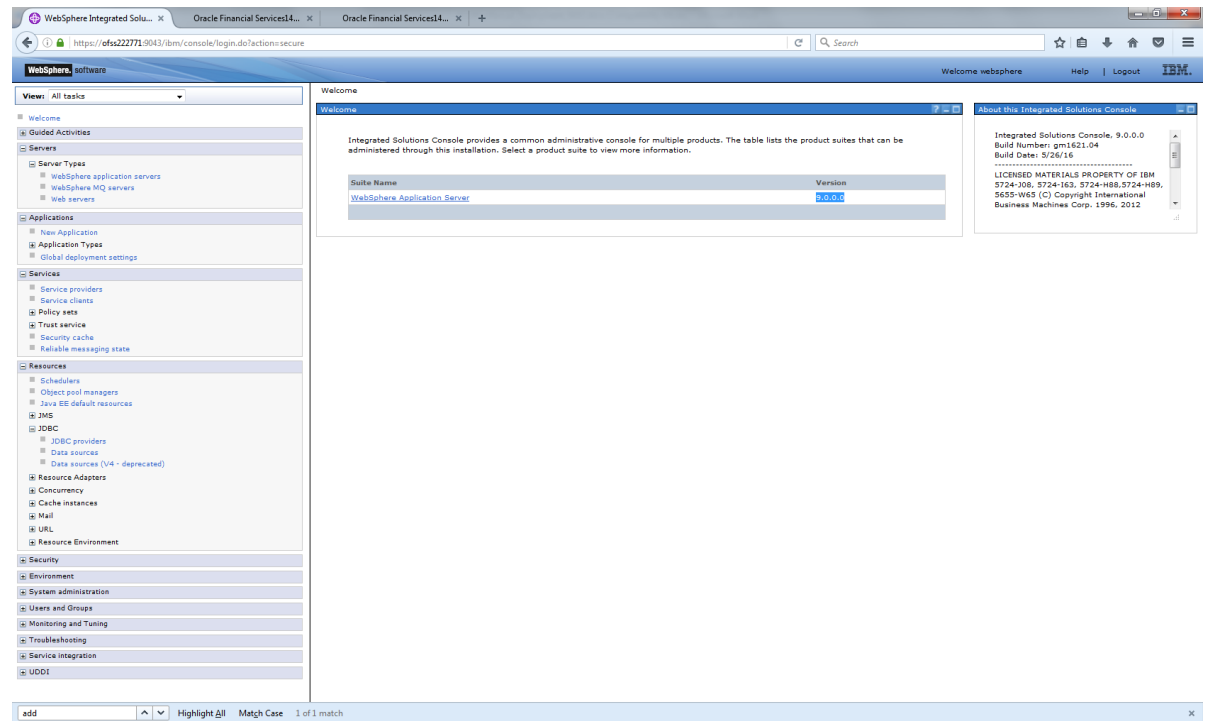 WebSphere Integrated Solu... ×
Oracle Financial Services14... ×
Oracle Financial Services14... ×
https://ofss222771:9043/ibm/console/login.do?action=secure
Search
WebSphere. software
Welcome websphere
Help | Logout
IBM.
View: All tasks
Welcome
Guided Activities
Servers
Server Types
WebSphere application servers
WebSphere MQ servers
Web servers
Applications
New Application
Application Types
Global deployment settings
Services
Service providers
Service clients
Policy sets
Trust service
Security cache
Reliable messaging state
Resources
Schedulers
Object pool managers
Java EE default resources
JMS
JDBC
JDBC providers
Data sources
Data sources (V4 - deprecated)
Resource Adapters
Concurrency
Cache instances
Mail
URL
Resource Environment
Security
Environment
System administration
Users and Groups
Monitoring and Tuning
Troubleshooting
Service integration
UDDI
Welcome
Welcome
Integrated Solutions Console provides a common administrative console for multiple products. The table lists the product suites that can be
administered through this installation. Select a product suite to view more information.
Suite Name Version
WebSphere Application Server 9.0.0.0
About this Integrated Solutions Console
Integrated Solutions Console, 9.0.0.0
Build Number: gm1621.04
Build Date: 5/26/16
----------------------------------------
LICENSED MATERIALS PROPERTY OF IBM
5724-J08, 5724-I63, 5724-H88,5724-H89,
5655-W65 (C) Copyright International
Business Machines Corp. 1996, 2012
add
Highlight All Match Case 1 of 1 match